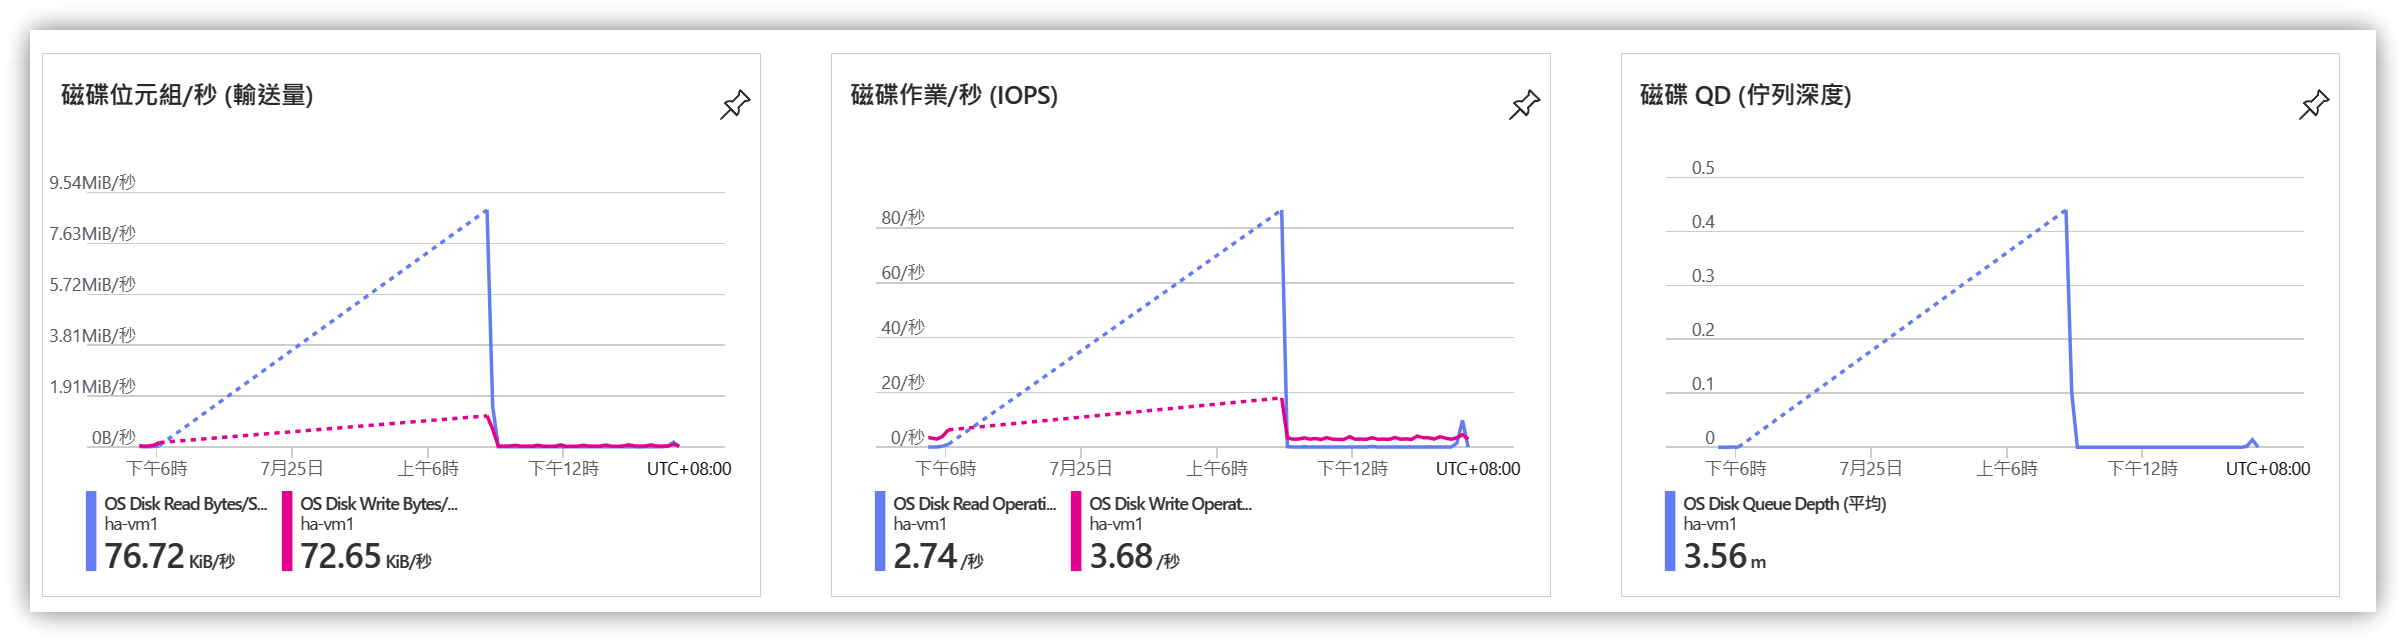 磁碟位元組/秒 (輸送量)
9.54MiB/秒
7.63MiB/秒
5.72MiB/秒
3.81MiB/秒
1.91MiB/秒
0B/秒
下午6時 7月25日 上午6時 下午12時 UTC+08:00
OS Disk Read Bytes/S... OS Disk Write Bytes/...
ha-vm1 ha-vm1
76.72 KiB/秒 72.65 KiB/秒
磁碟作業/秒 (IOPS)
80/秒
60/秒
40/秒
20/秒
0/秒
下午6時 7月25日 上午6時 下午12時 UTC+08:00
OS Disk Read Operati... OS Disk Write Operat...
ha-vm1 ha-vm1
2.74 /秒 3.68 /秒
磁碟 QD (佇列深度)
0.5
0.4
0.3
0.2
0.1
0
下午6時 7月25日 上午6時 下午12時 UTC+08:00
OS Disk Queue Depth (平均)
ha-vm1
3.56 m